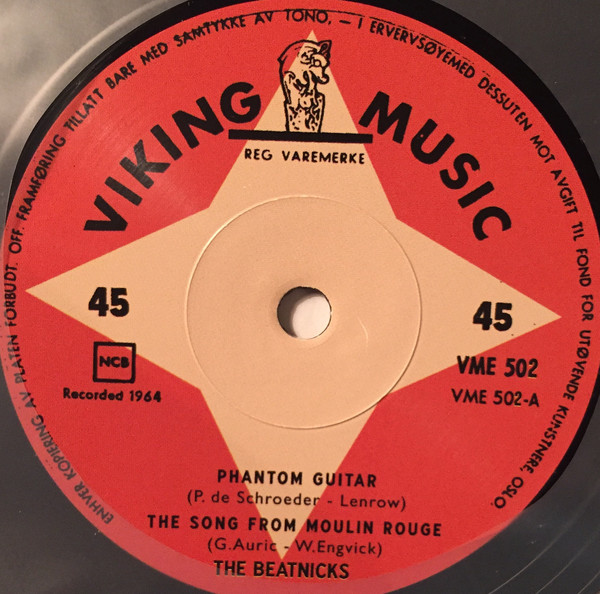 ENHVER KOPIERING AV PLATEN FORBUDT. OFF. FRAMFØRING TILLATT BARE MED SAMTYKKE AV TONO, — I ERVERVSØYEMED DESSUTEN MOT AVGIFT TIL FOND FOR UTØVENDE KUNSTNERE, OSLO.
VIKING MUSIC
REG VAREMERKE
45
45
NCB
VME 502
Recorded 1964
VME 502-A
PHANTOM GUITAR
(P. de Schroeder - Lenrow)
THE SONG FROM MOULIN ROUGE
(G.Auric - W.Engvick)
THE BEATNICKS